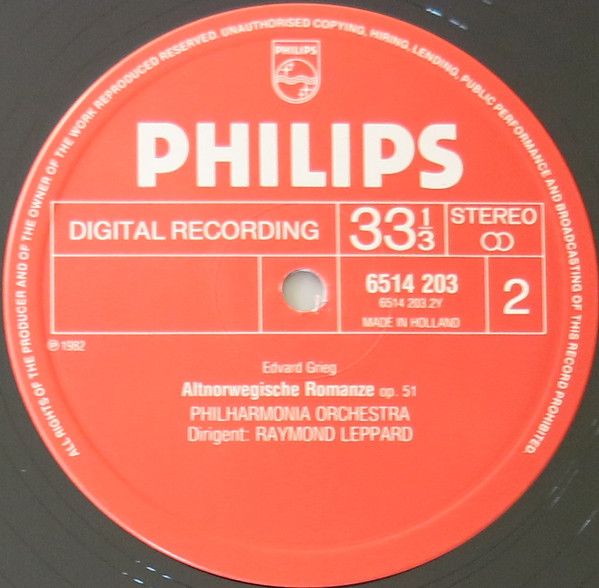 ALL RIGHTS OF THE PRODUCER AND OF THE OWNER OF THE WORK REPRODUCED RESERVED. UNAUTHORISED COPYING, HIRING, LENDING, PUBLIC PERFORMANCE AND BROADCASTING OF THIS RECORD PROHIBITED.
PHILIPS
PHILIPS
DIGITAL RECORDING
33 1/3
STEREO
6514 203
6514 203.2Y
MADE IN HOLLAND
2
℗ 1982
Edvard Grieg
Altnorwegische Romanze op. 51
PHILHARMONIA ORCHESTRA
Dirigent: RAYMOND LEPPARD